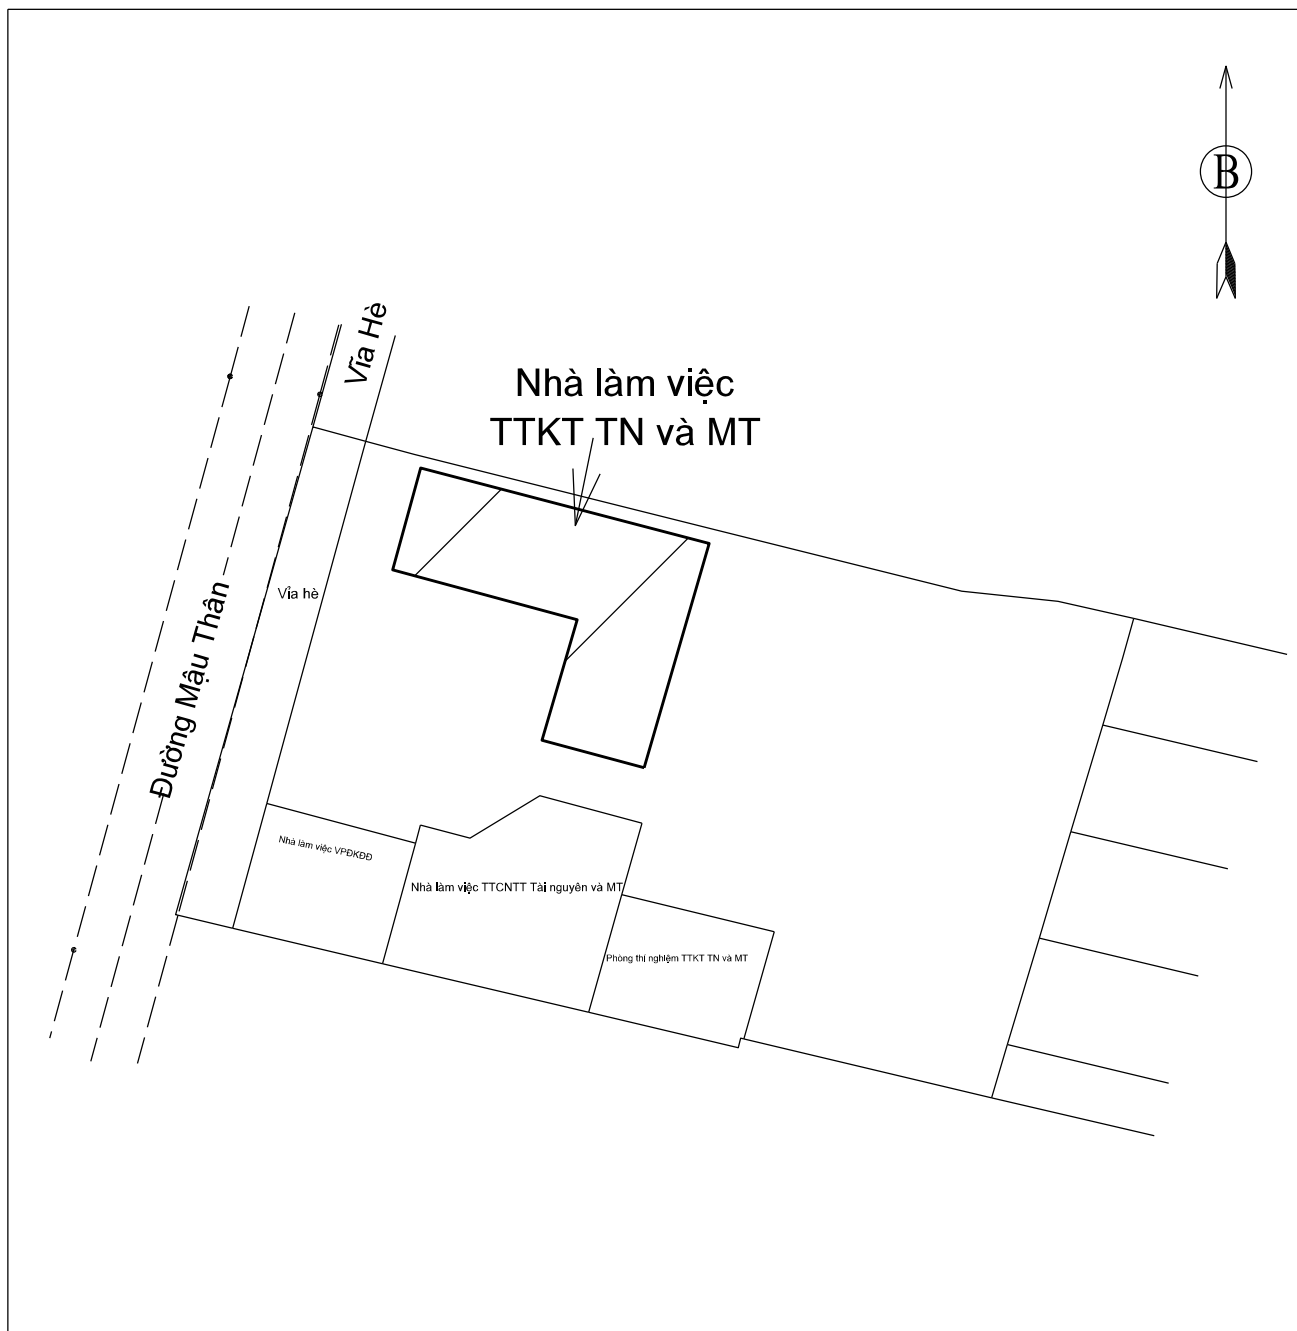 B
Vĩa Hè
Nhà làm việc
TTKT TN và MT
Vỉa hè
Đường Mậu Thân
Nhà làm việc VPĐKĐĐ
Nhà làm việc TTCNTT Tài nguyên và MT
Phòng thí nghiệm TTKT TN và MT